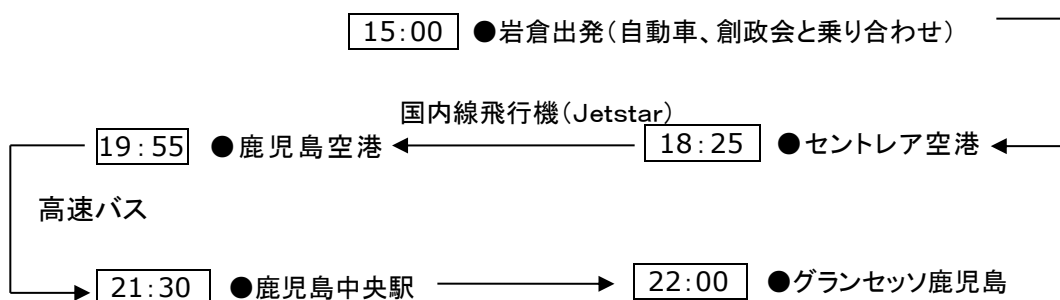 15:00 ●岩倉出発(自動車、創政会と乗り合わせ)
国内線飛行機(Jetstar)
18:25 ●セントレア空港
19:55 ●鹿児島空港
高速バス
21:30 ●鹿児島中央駅
22:00 ●グランセッソ鹿児島